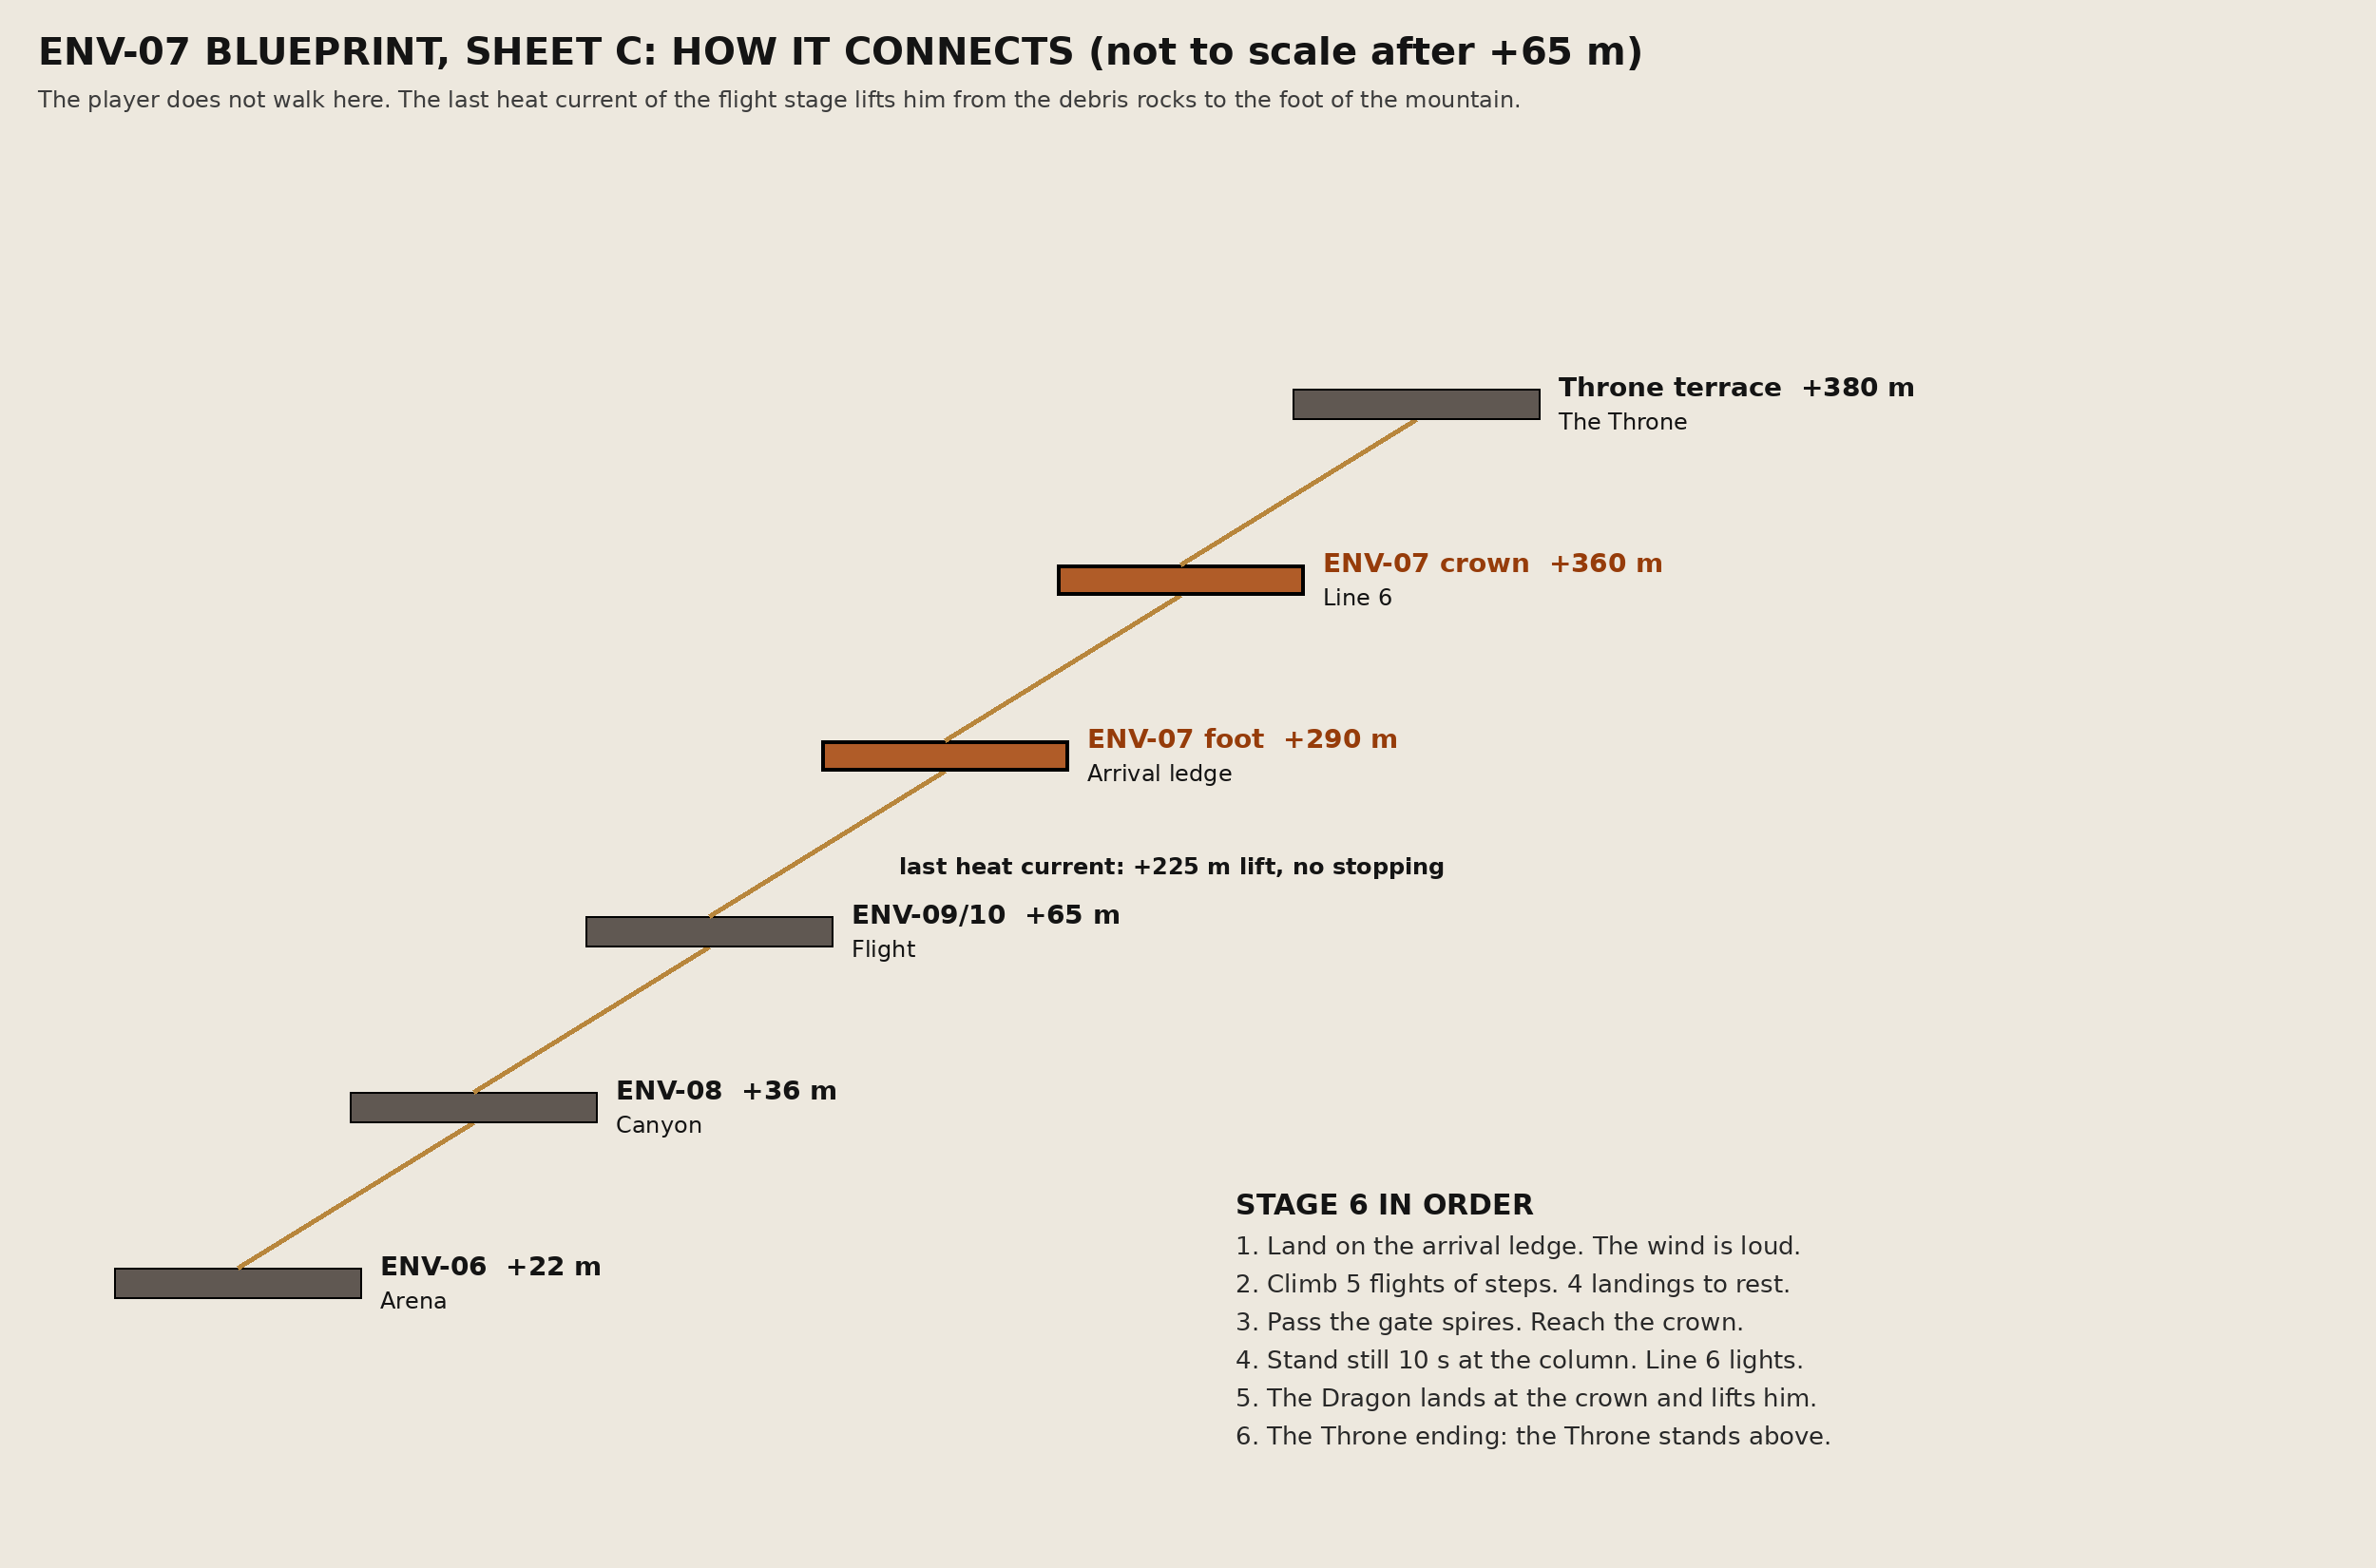 ENV-07 BLUEPRINT, SHEET C: HOW IT CONNECTS (not to scale after +65 m)
The player does not walk here. The last heat current of the flight stage lifts him from the debris rocks to the foot of the mountain.
Throne terrace  +380 m
The Throne
ENV-07 crown  +360 m
Line 6
ENV-07 foot  +290 m
Arrival ledge
last heat current: +225 m lift, no stopping
ENV-09/10  +65 m
Flight
ENV-08  +36 m
Canyon
ENV-06  +22 m
Arena
STAGE 6 IN ORDER
1. Land on the arrival ledge. The wind is loud.
2. Climb 5 flights of steps. 4 landings to rest.
3. Pass the gate spires. Reach the crown.
4. Stand still 10 s at the column. Line 6 lights.
5. The Dragon lands at the crown and lifts him.
6. The Throne ending: the Throne stands above.